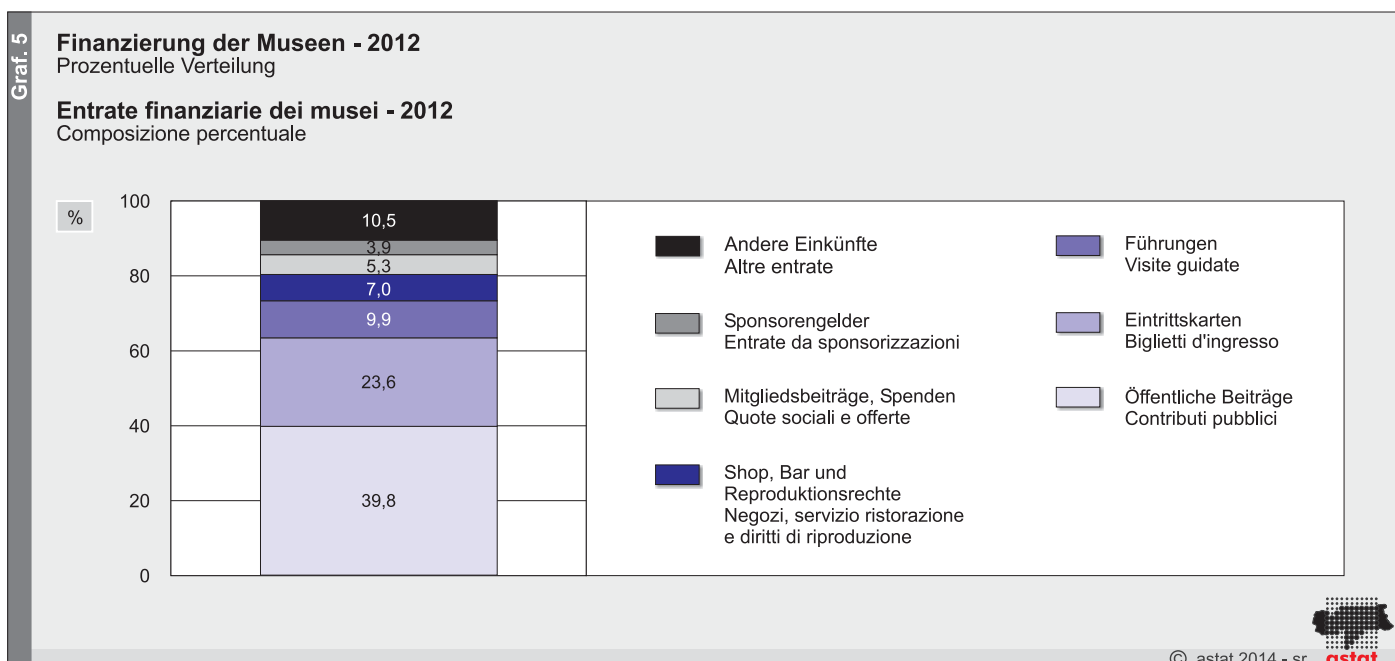 Graf. 5
Finanzierung der Museen - 2012
Prozentuelle Verteilung
Entrate finanziarie dei musei - 2012
Composizione percentuale
%
100
80
60
40
20
0
10,5
3,9
5,3
7,0
9,9
23,6
39,8
Andere Einkünfte
Altre entrate
Sponsorengelder
Entrate da sponsorizzazioni
Mitgliedsbeiträge, Spenden
Quote sociali e offerte
Shop, Bar und
Reproduktionsrechte
Negozi, servizio ristorazione
e diritti di riproduzione
Führungen
Visite guidate
Eintrittskarten
Biglietti d'ingresso
Öffentliche Beiträge
Contributi pubblici
© astat 2014 - sr
astat